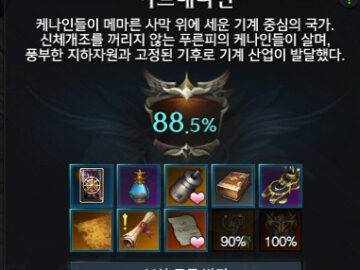 케나인들이 메마른 사막 위에 세운 기계 중심의 국가.
신체개조를 꺼리지 않는 푸른피의 케나인들이 살며,
풍부한 지하자원과 고정된 기후로 기계 산업이 발달했다.
88.5%
90% 100%